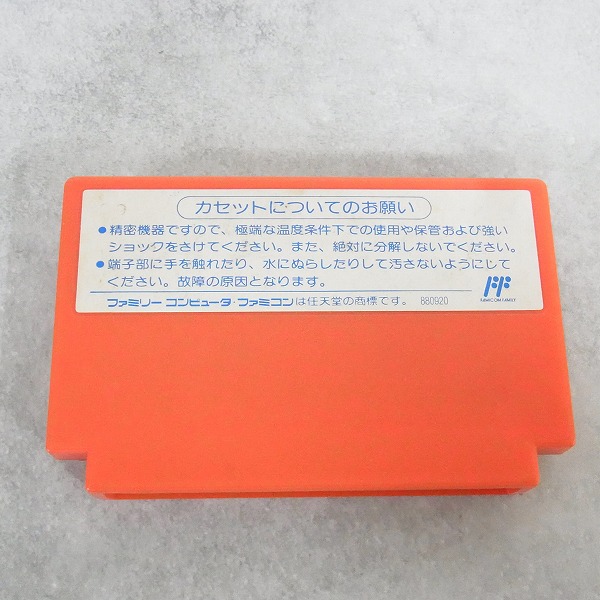 カセットについてのお願い
●精密機器ですので、極端な温度条件下での使用や保管および強い
ショックをさけてください。また、絶対に分解しないでください。
●端子部に手を触れたり、水にぬらしたりして汚さないようにして
ください。故障の原因となります。
ファミリーコンピュータ・ファミコンは任天堂の商標です。 880920
FAMICOM FAMILY